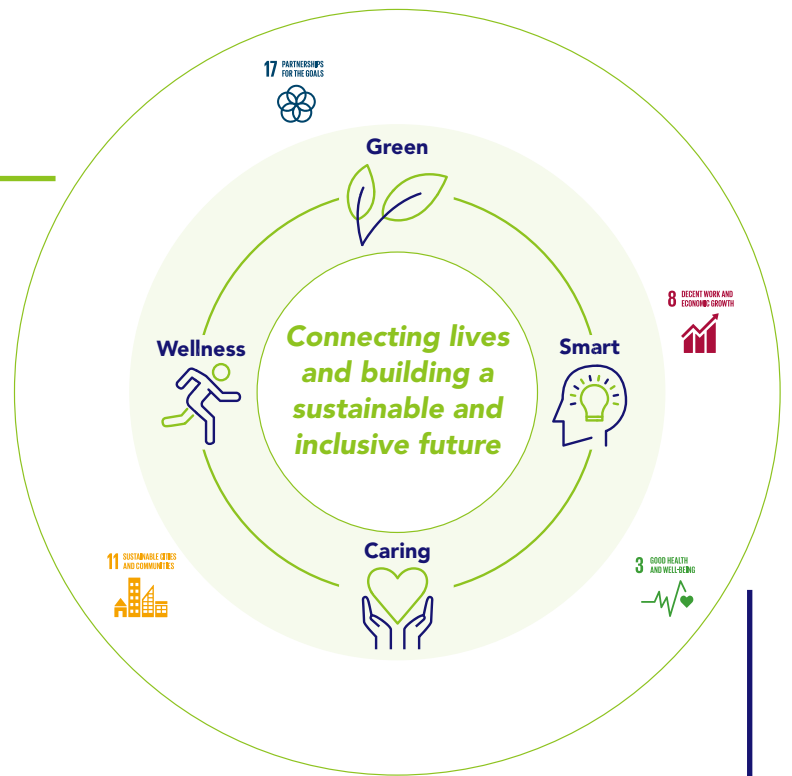 17 PARTNERSHIPS
FOR THE GOALS
Green
8 DECENT WORK AND
ECONOMIC GROWTH
Wellness
Connecting lives
and building a
sustainable and
inclusive future
Smart
Caring
11 SUSTAINABLE CITIES
AND COMMUNITIES
3 GOOD HEALTH
AND WELL-BEING